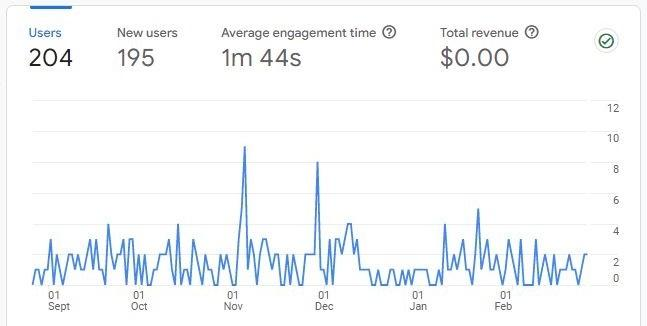 Users New users Average engagement time Total revenue
204 195 1m 44s $0.00
12
10
8
6
4
2
0
01 01 01 01 01 01
Sept Oct Nov Dec Jan Feb